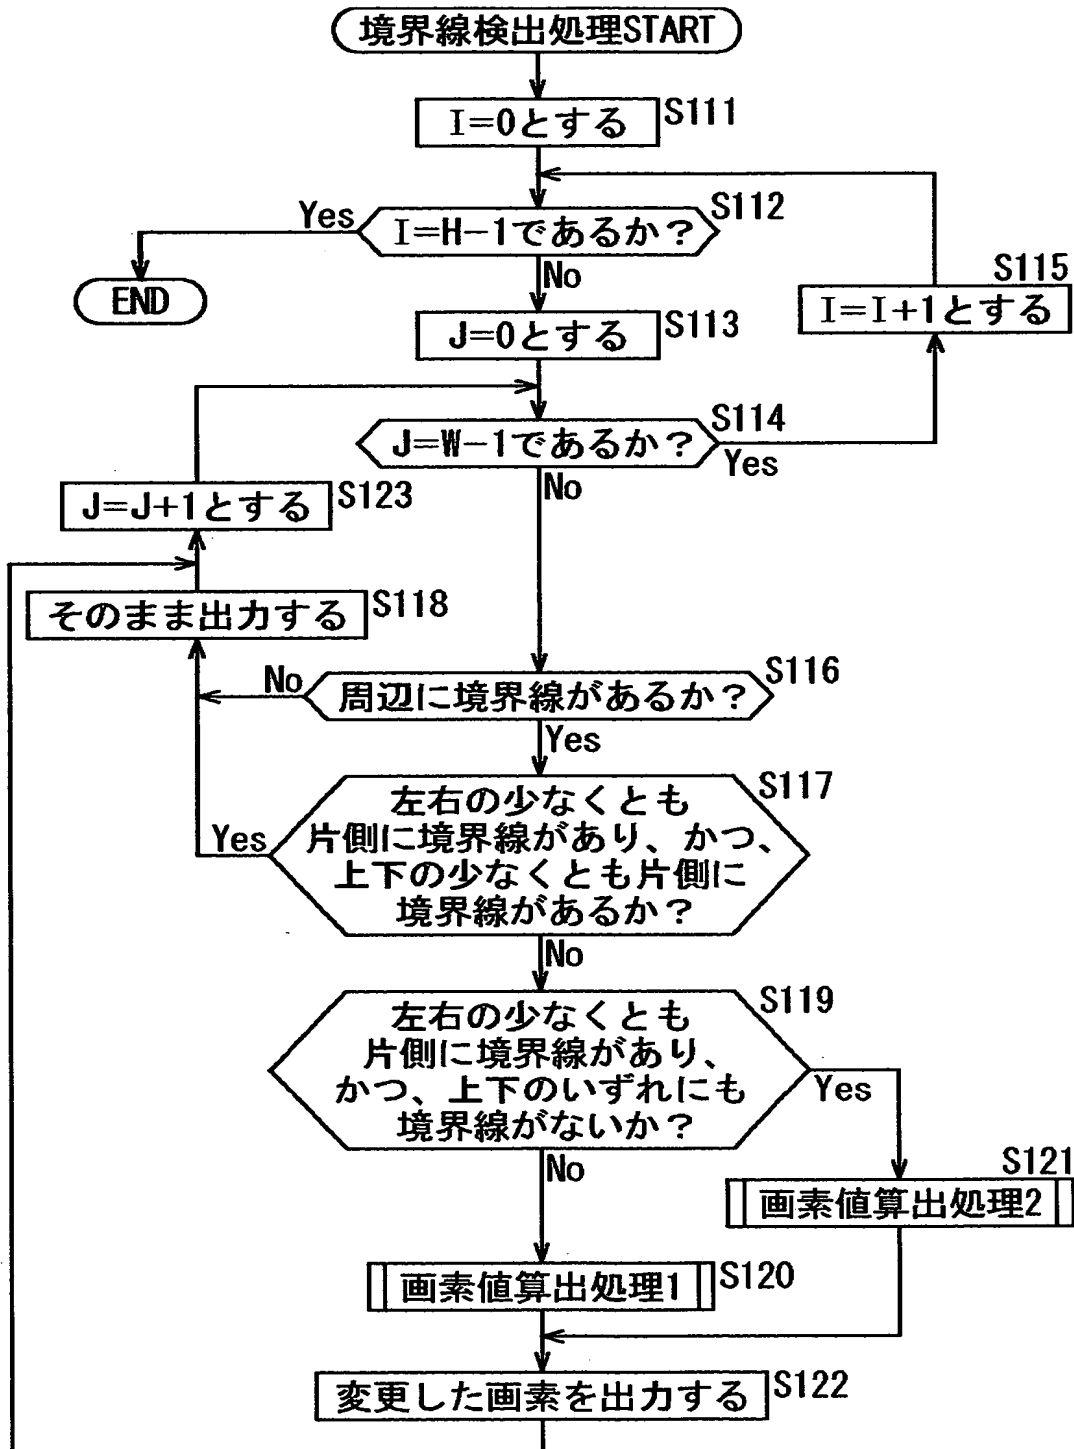 境界線検出処理START
I=0とする
S111
I=H-1であるか?
S112
Yes
No
END
J=0とする
S113
S115
I=I+1とする
J=W-1であるか?
S114
Yes
No
J=J+1とする
S123
そのまま出力する
S118
周辺に境界線があるか?
S116
No
Yes
左右の少なくとも
片側に境界線があり、かつ、
上下の少なくとも片側に
境界線があるか?
S117
Yes
No
左右の少なくとも
片側に境界線があり、
かつ、上下のいずれにも
境界線がないか?
S119
Yes
No
S121
画素値算出処理2
画素値算出処理1
S120
変更した画素を出力する
S122